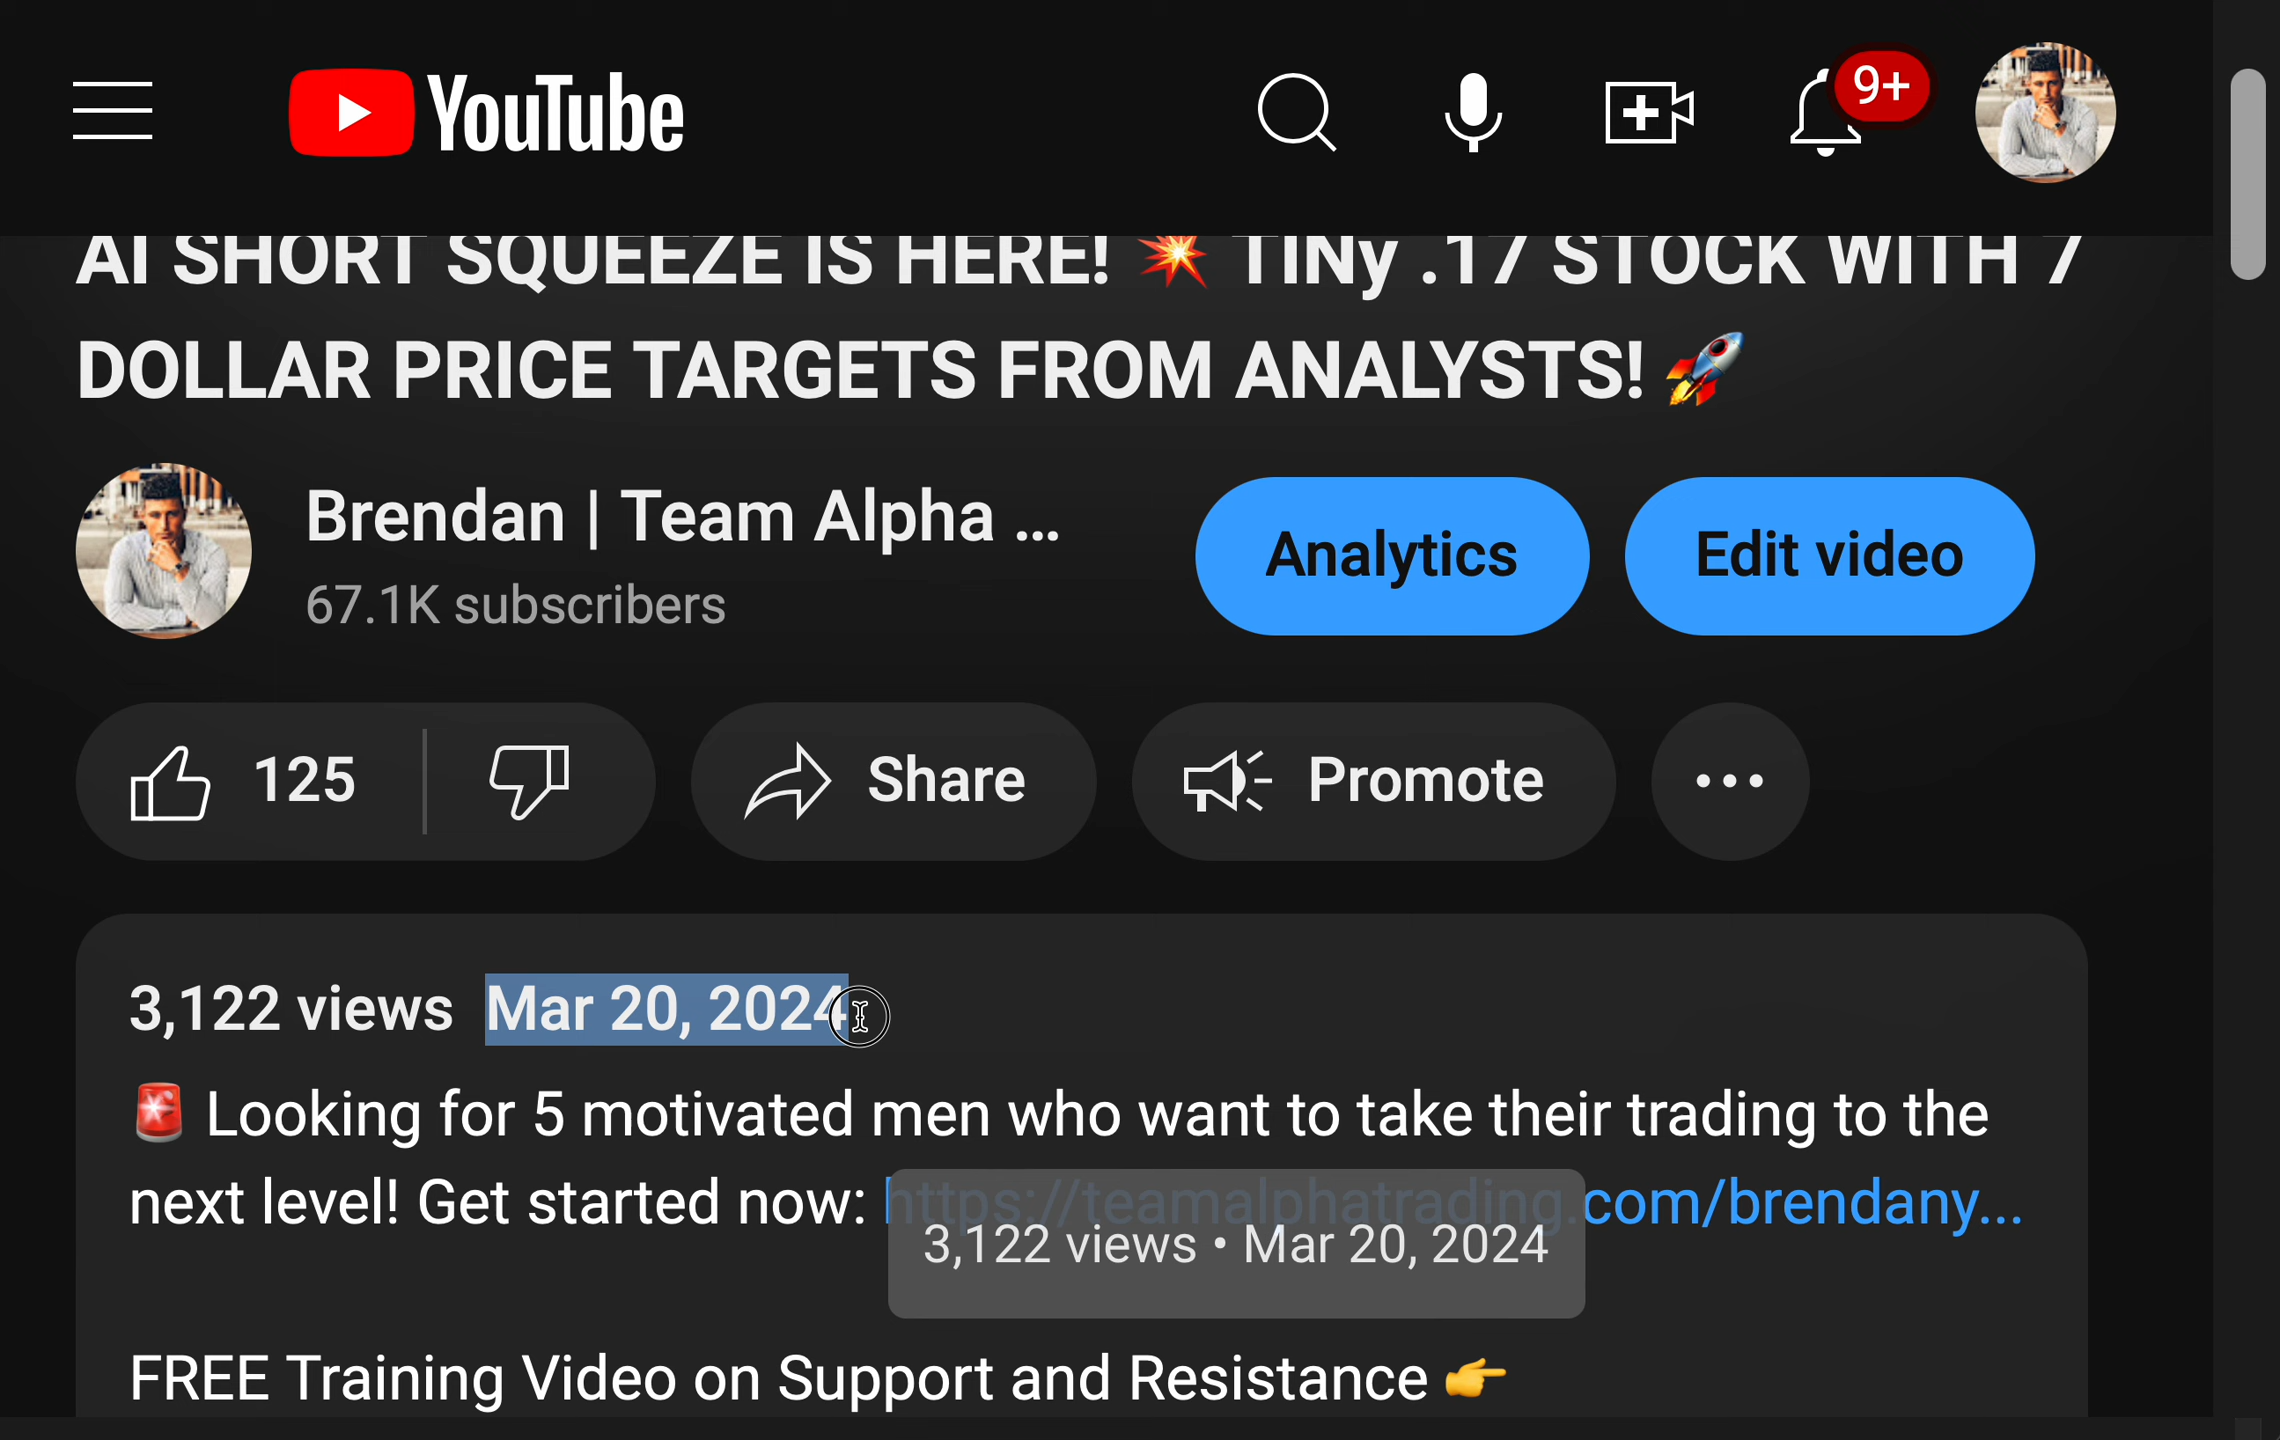 YouTube
9+
AI SHORT SQUEEZE IS HERE! 💥 TINy .17 STOCK WITH 7
DOLLAR PRICE TARGETS FROM ANALYSTS! 🚀
Brendan | Team Alpha ...
67.1K subscribers
Analytics
Edit video
125
Share
Promote
3,122 views Mar 20, 2024
🚨 Looking for 5 motivated men who want to take their trading to the
next level! Get started now: https://teamalphatrading.com/brendany...
3,122 views • Mar 20, 2024
FREE Training Video on Support and Resistance 👉